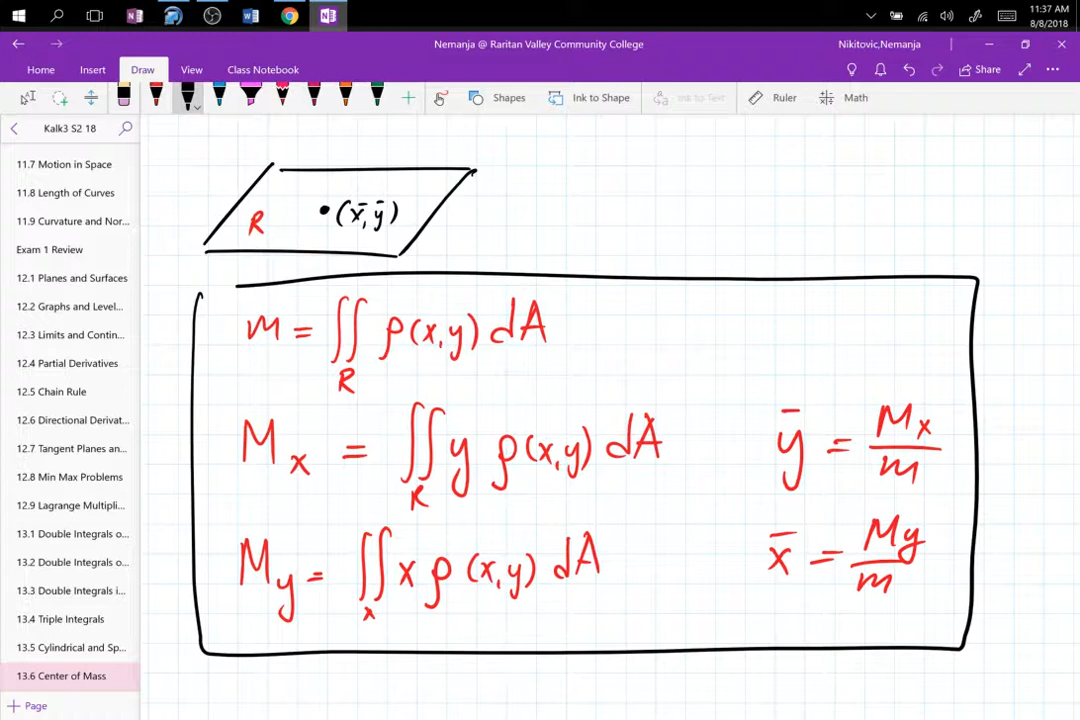 11:37 AM
8/8/2018
Nemanja @ Raritan Valley Community College
Nikitovic,Nemanja
Home Insert Draw View Class Notebook
Share
Shapes Ink to Shape Ink to Text Ruler Math
Kalk3 S2 18
11.7 Motion in Space
11.8 Length of Curves
11.9 Curvature and Nor...
Exam 1 Review
12.1 Planes and Surfaces
12.2 Graphs and Level...
12.3 Limits and Contin...
12.4 Partial Derivatives
12.5 Chain Rule
12.6 Directional Derivat...
12.7 Tangent Planes an...
12.8 Min Max Problems
12.9 Lagrange Multipli...
13.1 Double Integrals o...
13.2 Double Integrals o...
13.3 Double Integrals i...
13.4 Triple Integrals
13.5 Cylindrical and Sp...
13.6 Center of Mass
Page
R (x̄, ȳ)
m = ∬_R ρ(x,y) dA
M_x = ∬_R y ρ(x,y) dA ȳ = M_x/m
M_y = ∬_x x ρ(x,y) dA x̄ = M_y/m